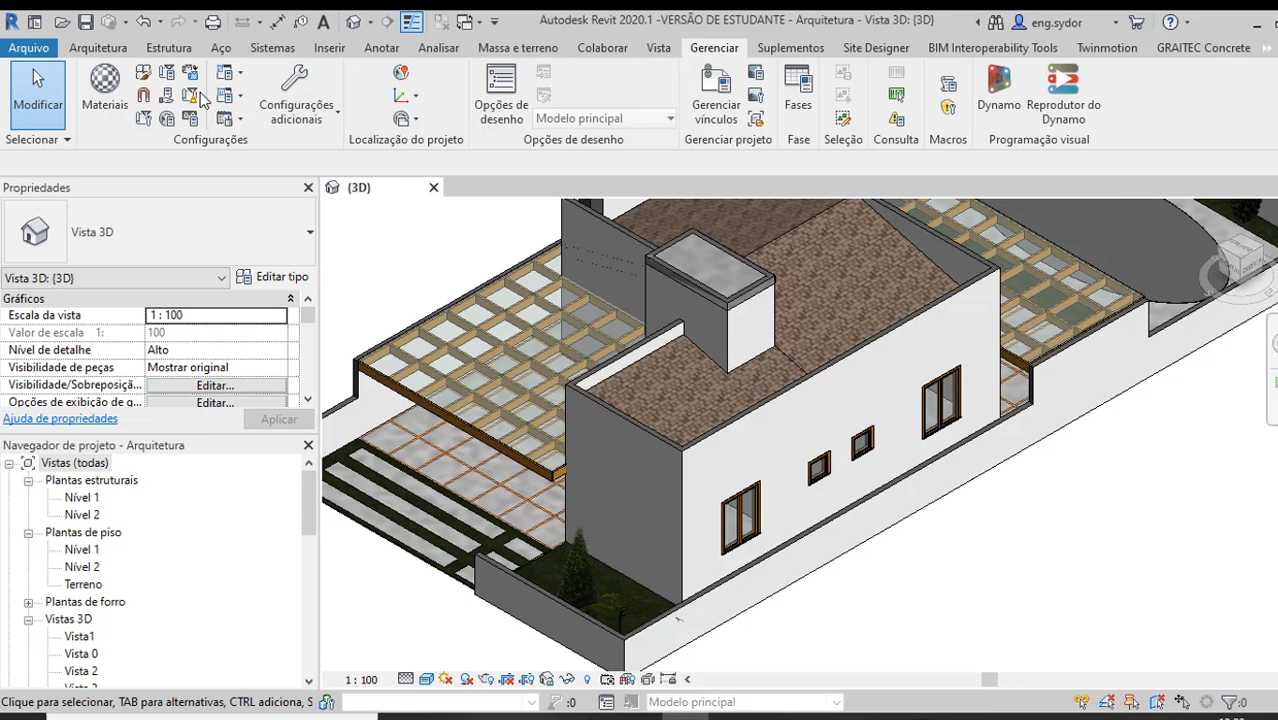 Autodesk Revit 2020.1 -VERSÃO DE ESTUDANTE - Arquitetura - Vista 3D: {3D}
eng.sydor
Arquivo Arquitetura Estrutura Aço Sistemas Inserir Anotar Analisar Massa e terreno Colaborar Vista Gerenciar Suplementos Site Designer BIM Interoperability Tools Twinmotion GRAITEC Concrete
Modificar
Materiais
Configurações adicionais
Opções de desenho
Modelo principal
Gerenciar vínculos
Fases
Dynamo
Reprodutor do Dynamo
Selecionar Configurações Localização do projeto Opções de desenho Gerenciar projeto Fase Seleção Consulta Macros Programação visual
Propriedades
{3D}
Vista 3D
Vista 3D: {3D} Editar tipo
Gráficos
Escala da vista 1 : 100
Valor de escala 1: 100
Nível de detalhe Alto
Visibilidade de peças Mostrar original
Visibilidade/Sobreposiçã... Editar...
Opções de exibição de g... Editar...
Ajuda de propriedades Aplicar
Navegador de projeto - Arquitetura
Vistas (todas)
Plantas estruturais
Nível 1
Nível 2
Plantas de piso
Nível 1
Nível 2
Terreno
Plantas de forro
Vistas 3D
Vista1
Vista 0
Vista 2
1 : 100
Clique para selecionar, TAB para alternativas, CTRL adiciona, S
:0
Modelo principal
:0